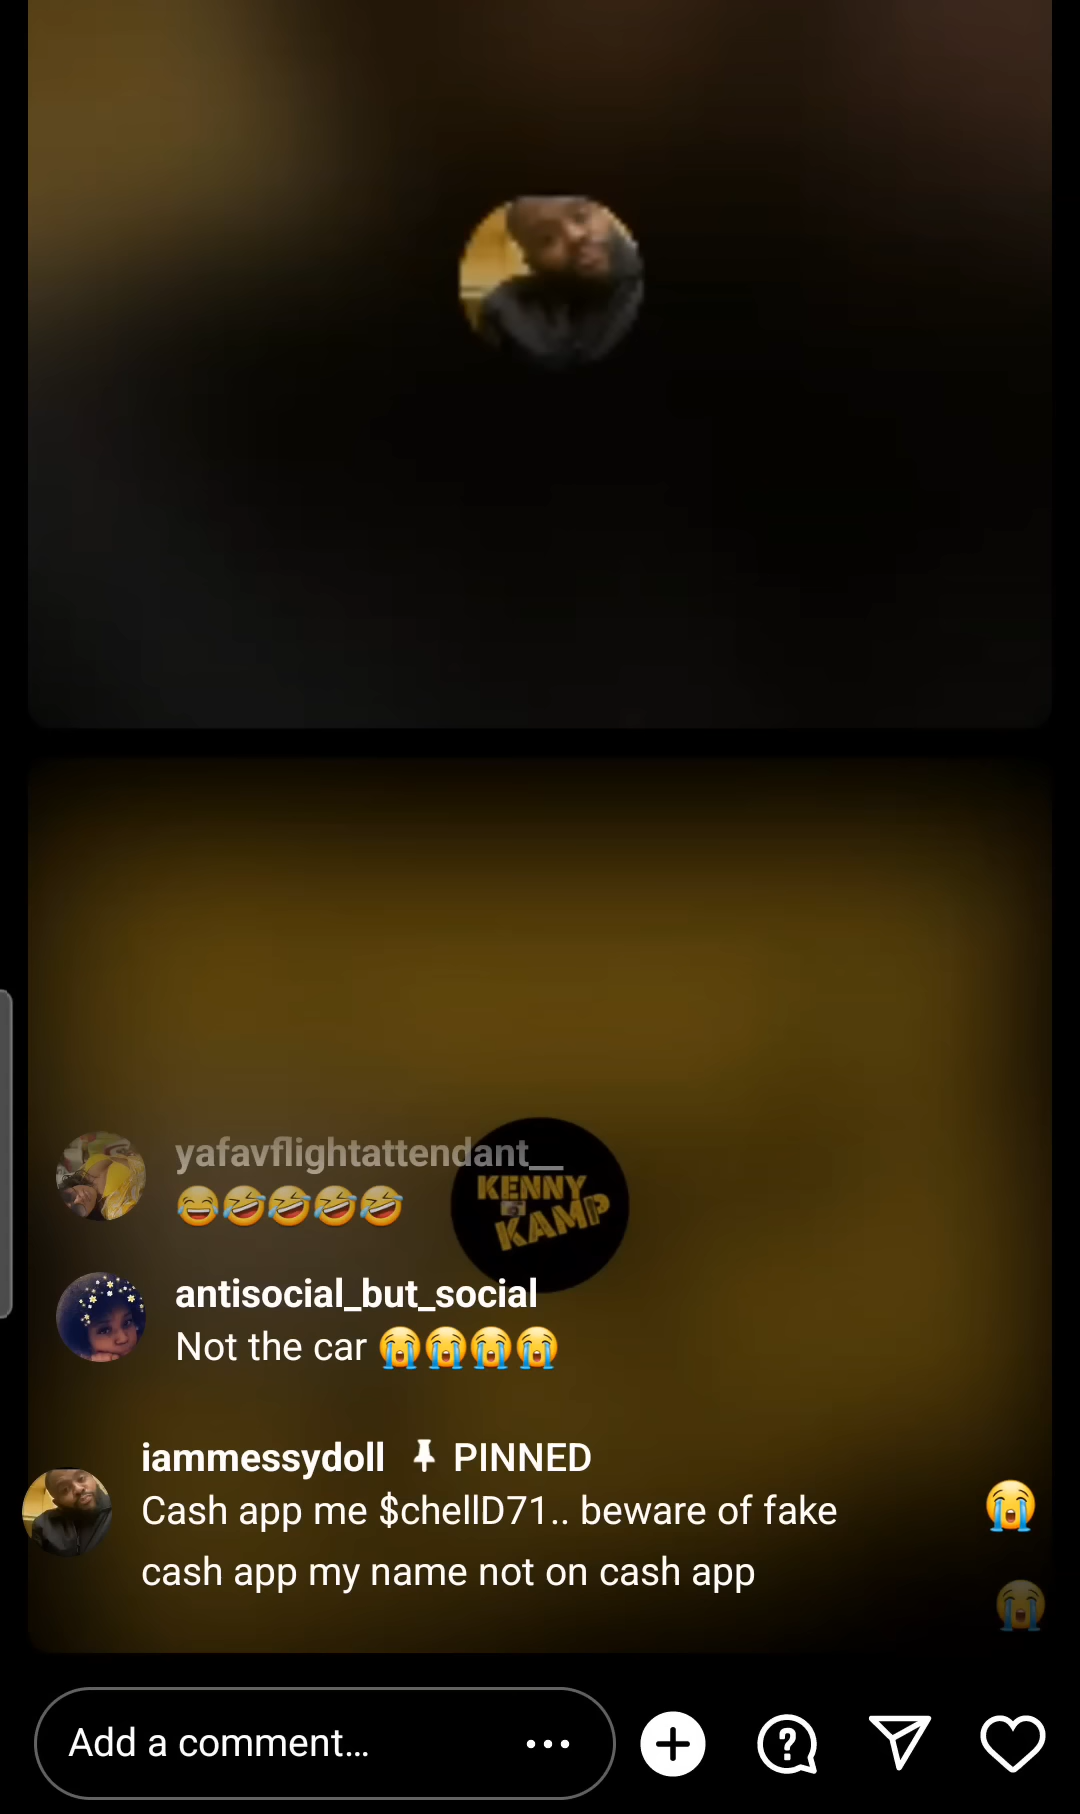 yafavflightattendant__
😂🤣🤣🤣🤣
KENNY
KAMP
antisocial_but_social
Not the car 😭😭😭😭
iammessydoll 📌 PINNED
Cash app me $chellD71.. beware of fake
cash app my name not on cash app
Add a comment...